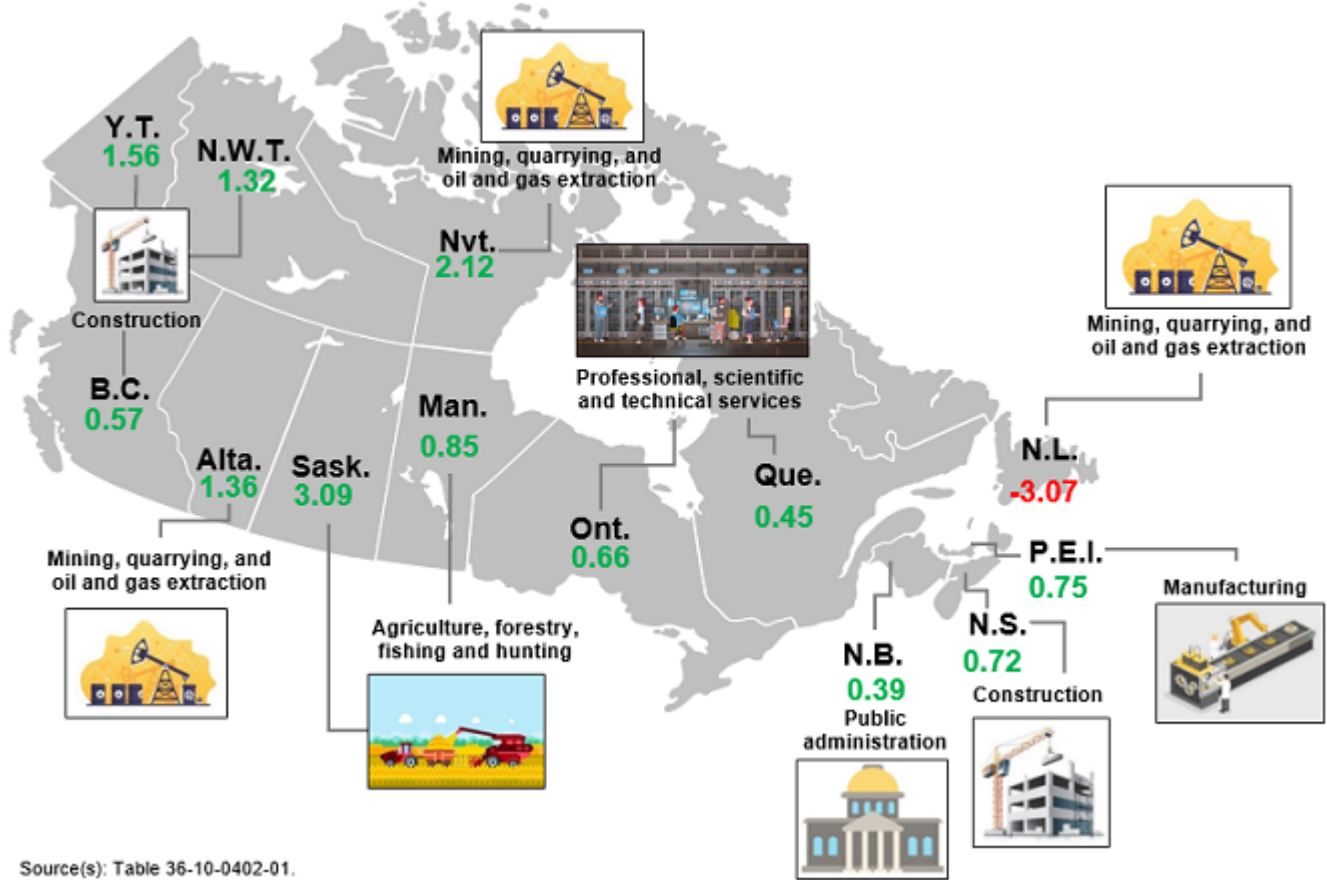 Y.T.
1.56
N.W.T.
1.32
Mining, quarrying, and
oil and gas extraction
Nvt.
2.12
Construction
B.C.
0.57
Professional, scientific
and technical services
Mining, quarrying, and
oil and gas extraction
Man.
0.85
Alta.
1.36
Sask.
3.09
Que.
0.45
N.L.
-3.07
Ont.
0.66
Mining, quarrying, and
oil and gas extraction
P.E.I.
0.75
Manufacturing
Agriculture, forestry,
fishing and hunting
N.S.
0.72
Construction
N.B.
0.39
Public
administration
Source(s): Table 36-10-0402-01.